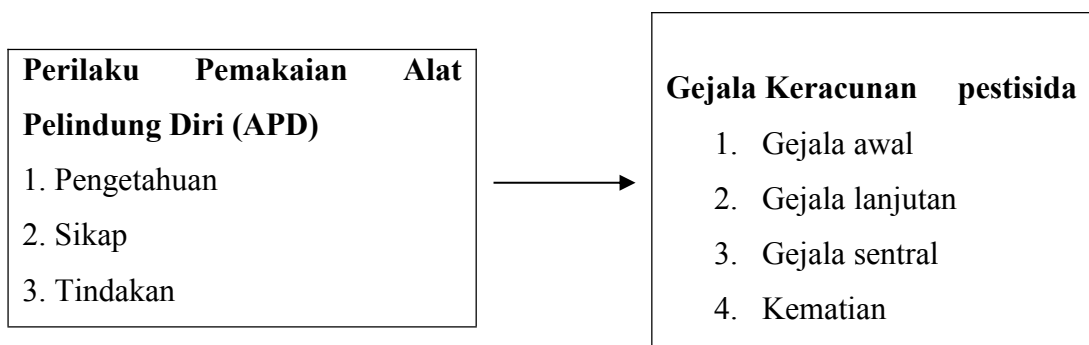 Perilaku Pemakaian Alat
Pelindung Diri (APD)
1. Pengetahuan
2. Sikap
3. Tindakan
Gejala Keracunan pestisida
1. Gejala awal
2. Gejala lanjutan
3. Gejala sentral
4. Kematian